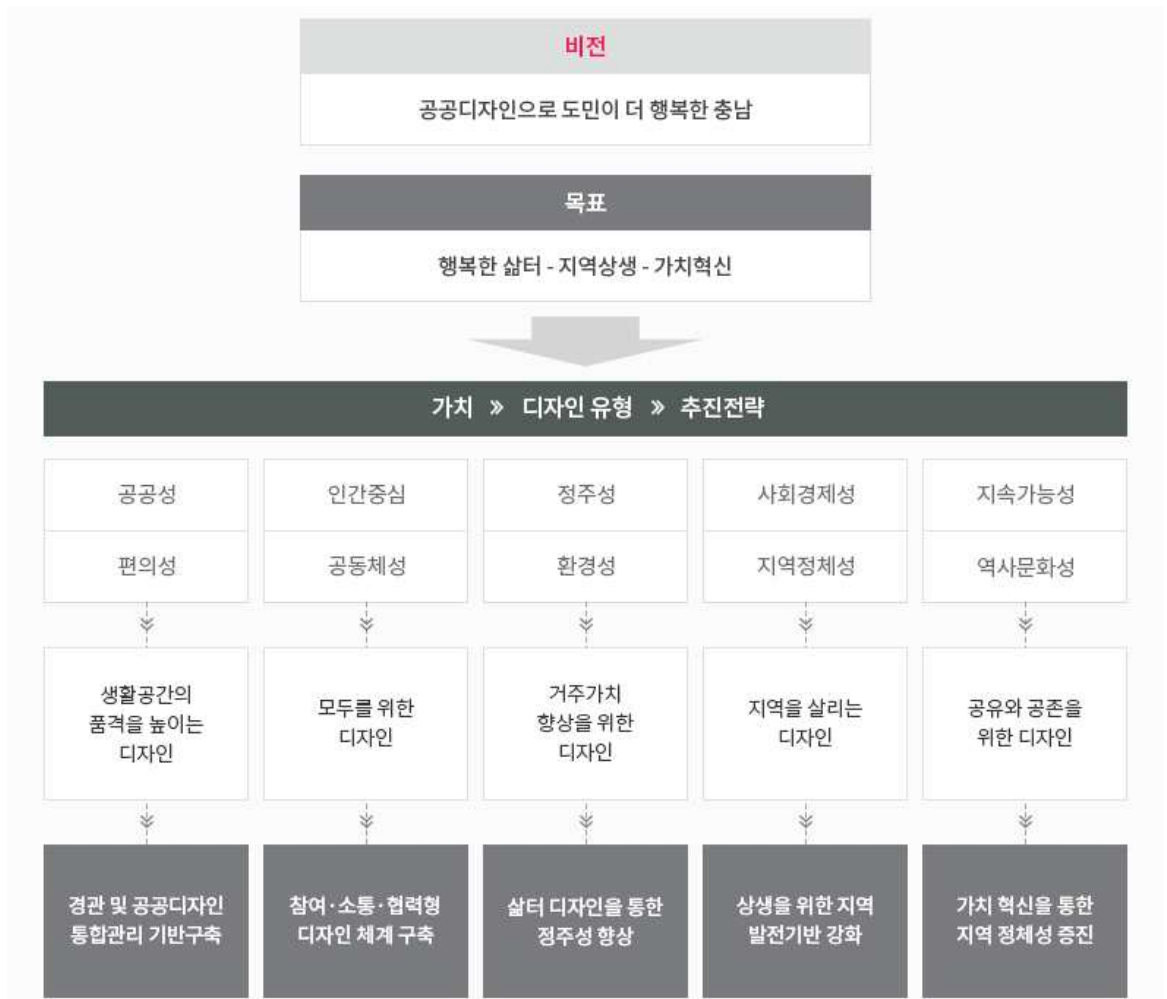 비전
공공디자인으로 도민이 더 행복한 충남
목표
행복한 삶터 - 지역상생 - 가치혁신
가치 » 디자인 유형 » 추진전략
공공성
인간중심
정주성
사회경제성
지속가능성
편의성
공동체성
환경성
지역정체성
역사문화성
생활공간의
품격을 높이는
디자인
모두를 위한
디자인
거주가치
향상을 위한
디자인
지역을 살리는
디자인
공유와 공존을
위한 디자인
경관 및 공공디자인
통합관리 기반구축
참여·소통·협력형
디자인 체계 구축
삶터 디자인을 통한
정주성 향상
상생을 위한 지역
발전기반 강화
가치 혁신을 통한
지역 정체성 증진